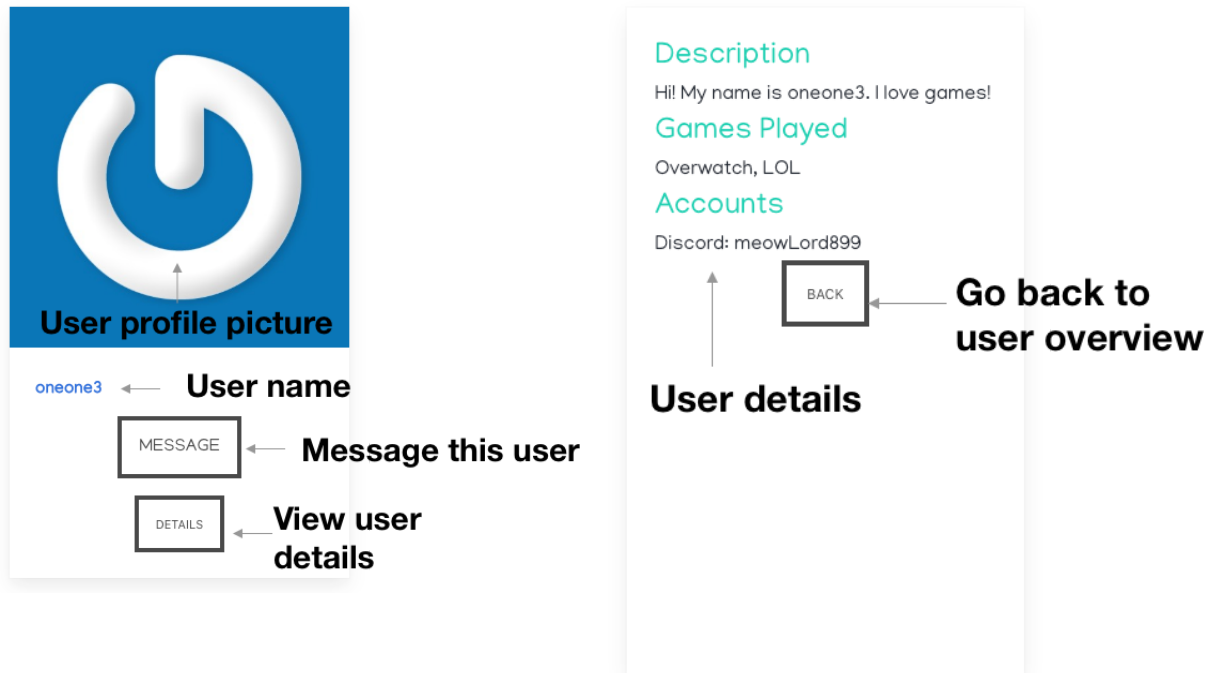 User profile picture
oneone3
User name
MESSAGE
Message this user
DETAILS
View user
details
Description
Hi! My name is oneone3. I love games!
Games Played
Overwatch, LOL
Accounts
Discord: meowLord899
BACK
Go back to
user overview
User details